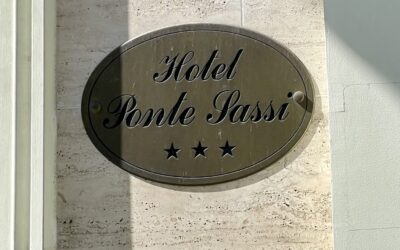 Hotel
Ponte Sassi
★★★